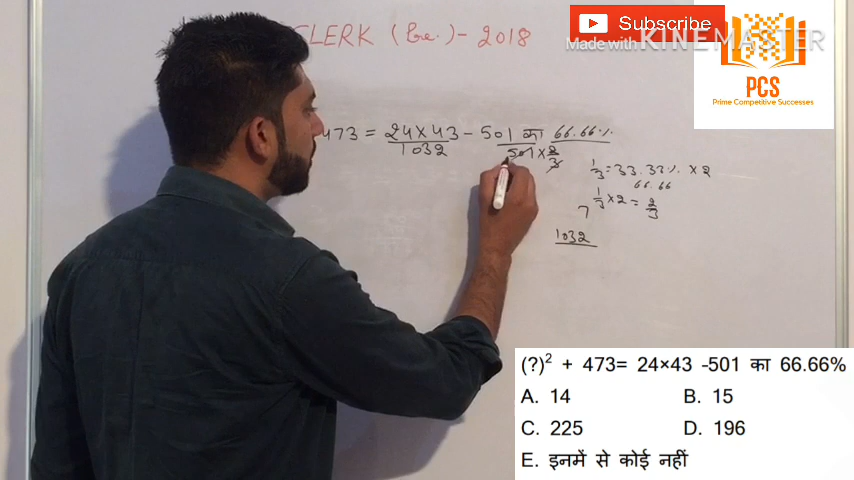 Subscribe
Made with KINEMASTER
PCS
Prime Competitive Successes
CLERK (Pre.) - 2018
473 = 24×43 - 501 का 66.66%
1032 501×2/3
1/3 = 33.33% ×2
66.66
1/3×2 = 2/3
1032
(?)² + 473= 24×43 -501 का 66.66%
A. 14 B. 15
C. 225 D. 196
E. इनमें से कोई नहीं